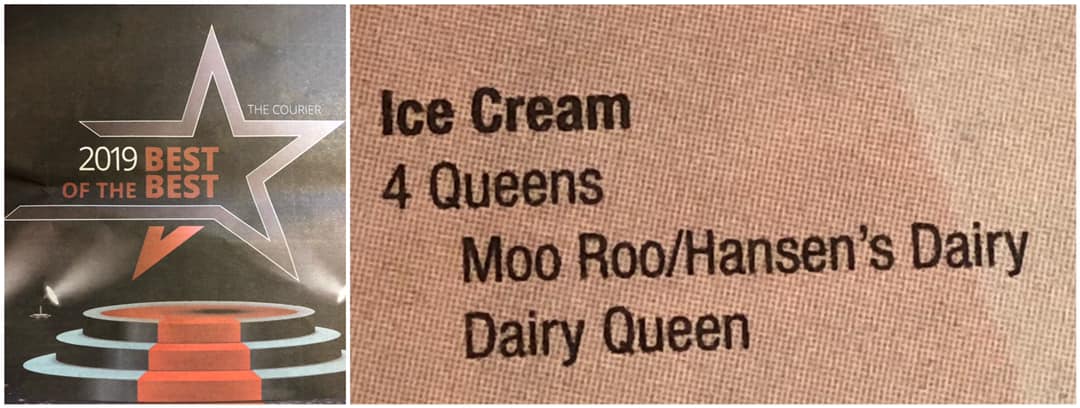 THE COURIER
2019 BEST
OF THE BEST
Ice Cream
4 Queens
Moo Roo/Hansen's Dairy
Dairy Queen